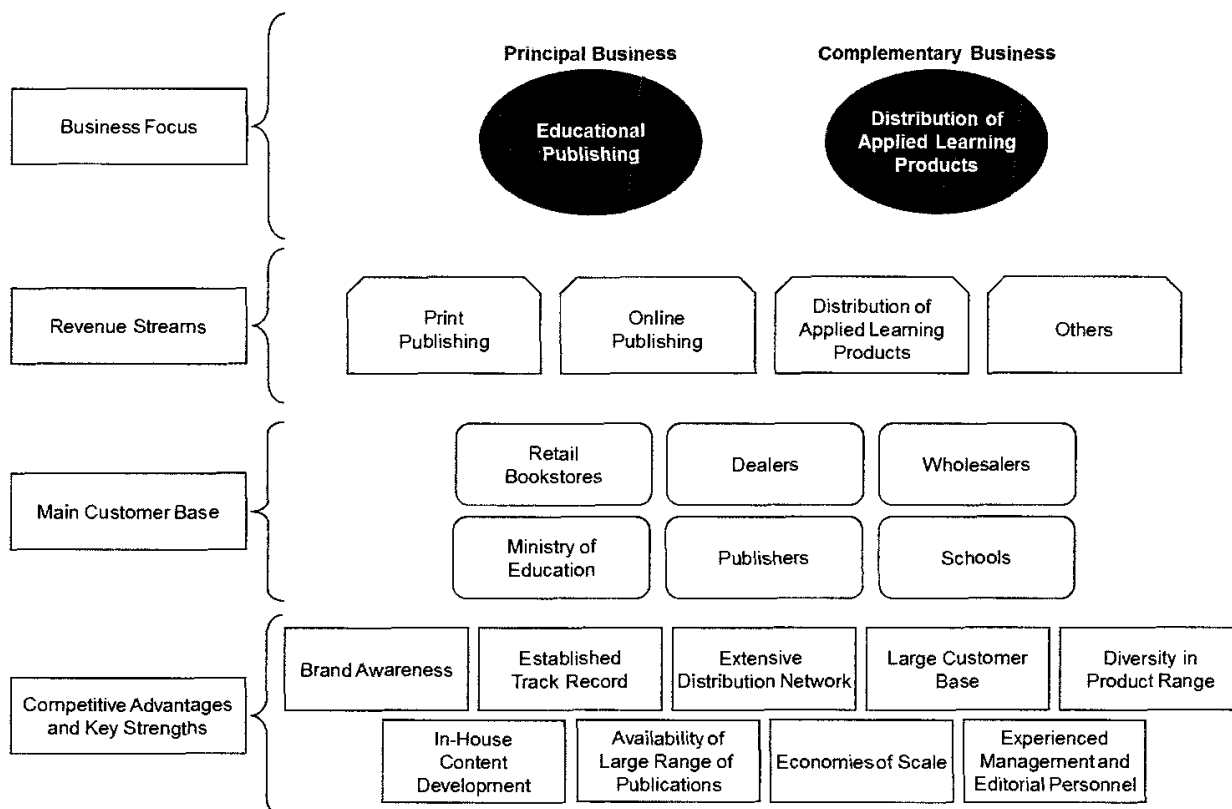 Principal Business
Complementary Business
Business Focus
Educational
Publishing
Distribution of
Applied Learning
Products
Revenue Streams
Print
Publishing
Online
Publishing
Distribution of
Applied Learning
Products
Others
Main Customer Base
Retail
Bookstores
Dealers
Wholesalers
Ministry of
Education
Publishers
Schools
Competitive Advantages
and Key Strengths
Brand Awareness
Established
Track Record
Extensive
Distribution Network
Large Customer
Base
Diversity in
Product Range
In-House
Content
Development
Availability of
Large Range of
Publications
Economies of Scale
Experienced
Management and
Editorial Personnel